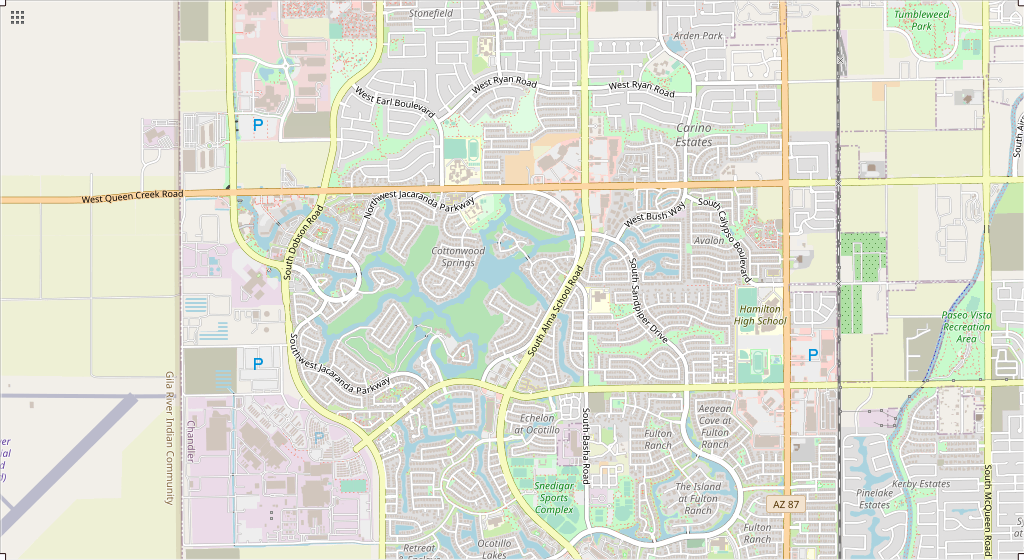 Stonefield
Tumbleweed
Park
Arden Park
West Ryan Road
West Ryan Road
West Earl Boulevard
P
Carino
Estates
West Queen Creek Road
Northwest Jacaranda Parkway
South Calypso Boulevard
West Bush Way
South Dobson Road
Cottonwood
Springs
Avalon
South Sandpiper Drive
South Alma School Road
Hamilton
High School
Paseo Vista
Recreation
Area
P
P
Southwest Jacaranda Parkway
Gila River Indian Community
Chandler
P
Echelon
at Ocotillo
South Basha Road
Aegean
Cove at
Fulton
Ranch
Fulton
Ranch
Snedigar
Sports
Complex
The Island
at Fulton
Ranch
Kerby Estates
Pinelake
Estates
South McQueen Road
AZ 87
Fulton
Ranch
Retreat
Ocotillo
Lakes